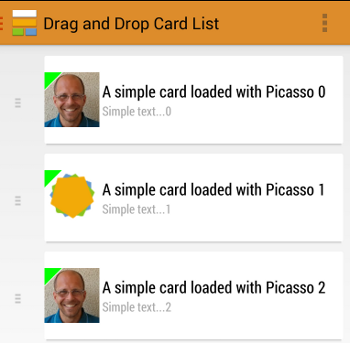 Drag and Drop Card List
A simple card loaded with Picasso 0
Simple text...0
A simple card loaded with Picasso 1
Simple text...1
A simple card loaded with Picasso 2
Simple text...2